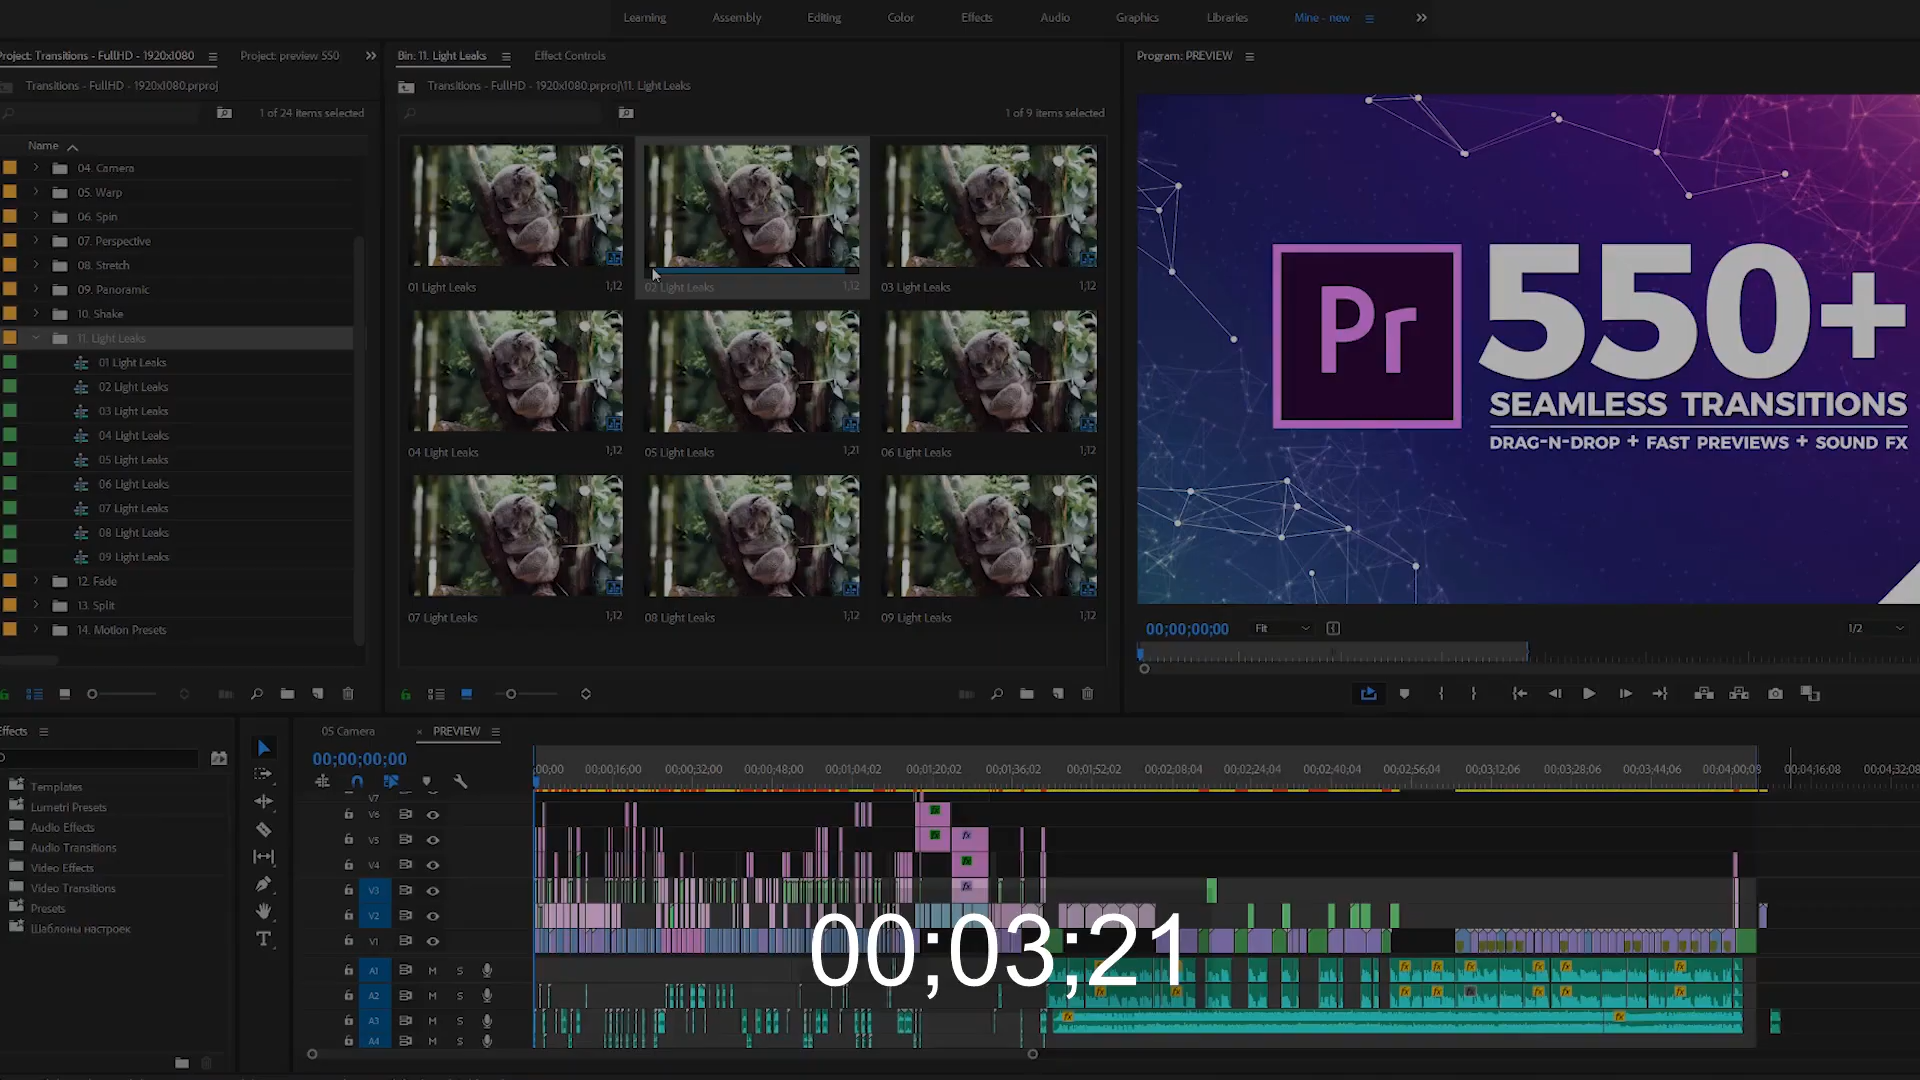 Learning Assembly Editing Color Effects Audio Graphics Libraries Mine - new
Project: Transitions - FullHD - 1920x1080
Project: preview 550
Transitions - FullHD - 1920x1080.prproj
1 of 24 items selected
Name
04. Camera
05. Warp
06. Spin
07. Perspective
08. Stretch
09. Panoramic
10. Shake
11. Light Leaks
01 Light Leaks
02 Light Leaks
03 Light Leaks
04 Light Leaks
05 Light Leaks
06 Light Leaks
07 Light Leaks
08 Light Leaks
09 Light Leaks
12. Fade
13. Split
14. Motion Presets
Bin: 11. Light Leaks
Effect Controls
Transitions - FullHD - 1920x1080.prproj\11. Light Leaks
1 of 9 items selected
01 Light Leaks 1;12
02 Light Leaks 1;12
03 Light Leaks 1;12
04 Light Leaks 1;12
05 Light Leaks 1;21
06 Light Leaks 1;12
07 Light Leaks 1;12
08 Light Leaks 1;12
09 Light Leaks 1;12
Program: PREVIEW
Pr
550+
SEAMLESS TRANSITIONS
DRAG-N-DROP + FAST PREVIEWS + SOUND FX
00;00;00;00 Fit 1/2
Effects
Templates
Lumetri Presets
Audio Effects
Audio Transitions
Video Effects
Video Transitions
Presets
Шаблоны настроек
05 Camera
× PREVIEW
00;00;00;00
;00;00 00;00;16;00 00;00;32;00 00;00;48;00 00;01;04;02 00;01;20;02 00;01;36;02 00;01;52;02 00;02;08;04 00;02;24;04 00;02;40;04 00;02;56;04 00;03;12;06 00;03;28;06 00;03;44;06 00;04;00;08 00;04;16;08 00;04;32;08
V7
V6
V5
V4
V3
V2
V1
A1 M S
A2 M S
A3 M S
A4 M S
00;03;21